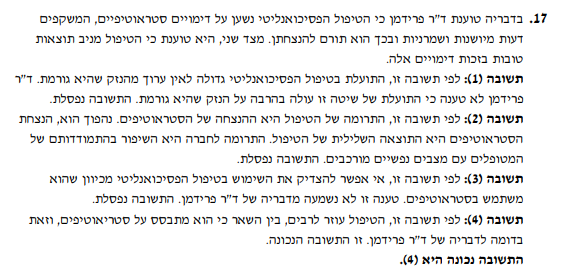 17. בדבריה טוענת ד"ר פרידמן כי הטיפול הפסיכואנליטי נשען על דימויים סטראוטיפיים, המשקפים
דעות מיושנות ושמרניות ובכך הוא תורם להנצחתן. מצד שני, היא טוענת כי הטיפול מניב תוצאות
טובות בזכות דימויים אלה.
תשובה (1): לפי תשובה זו, התועלת בטיפול הפסיכואנליטי גדולה לאין ערוך מהנזק שהיא גורמת. ד"ר
פרידמן לא טענה כי התועלת של שיטה זו עולה בהרבה על הנזק שהיא גורמת. התשובה נפסלת.
תשובה (2): לפי תשובה זו, התרומה של הטיפול היא ההנצחה של הסטראוטיפים. נהפוך הוא, הנצחת
הסטראוטיפים היא התוצאה השלילית של הטיפול. התרומה לחברה היא השיפור בהתמודדותם של
המטופלים עם מצבים נפשיים מורכבים. התשובה נפסלת.
תשובה (3): לפי תשובה זו, אי אפשר להצדיק את השימוש בטיפול הפסיכואנליטי מכיוון שהוא
משתמש בסטראוטיפים. טענה זו לא נשמעה מדבריה של ד"ר פרידמן. התשובה נפסלת.
תשובה (4): לפי תשובה זו, הטיפול עוזר לרבים, בין השאר כי הוא מתבסס על סטריאוטיפים, וזאת
בדומה לדבריה של ד"ר פרידמן. זו התשובה הנכונה.
התשובה נכונה היא (4).